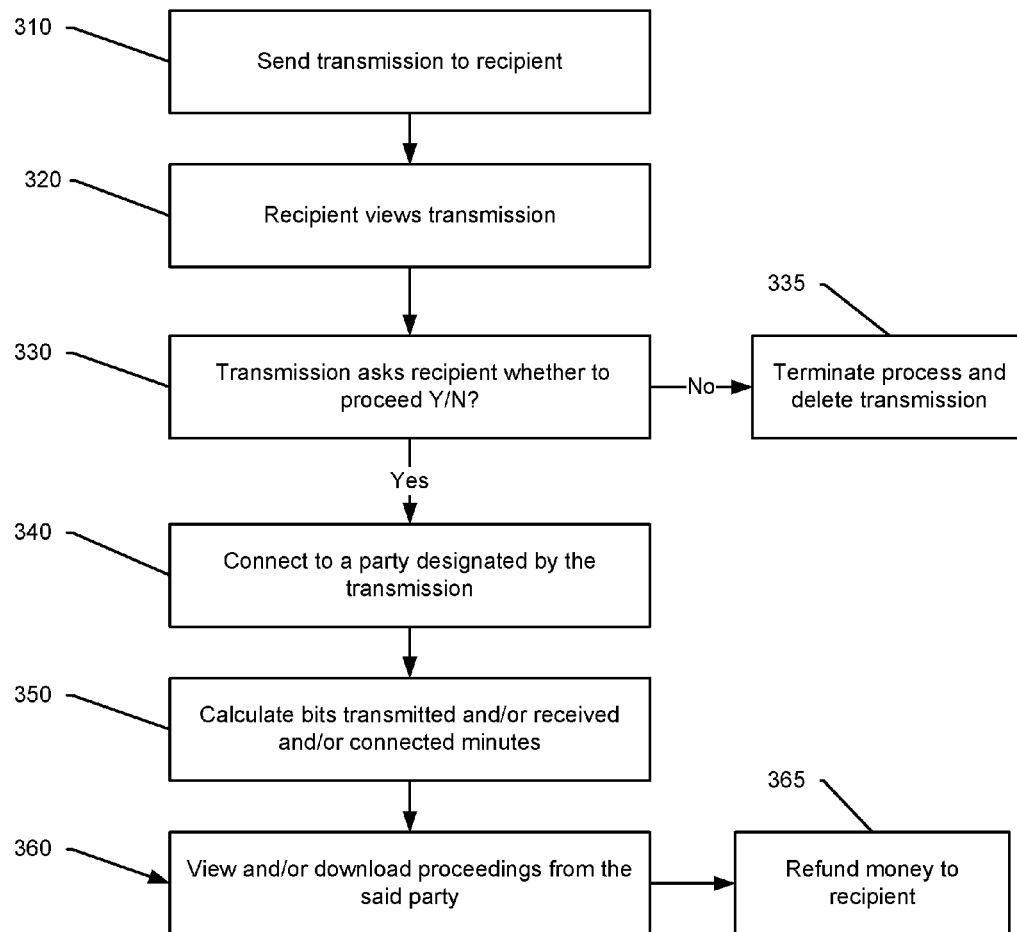 310
Send transmission to recipient
320
Recipient views transmission
335
330
Transmission asks recipient whether to
proceed Y/N?
No
Terminate process and
delete transmission
Yes
340
Connect to a party designated by the
transmission
350
Calculate bits transmitted and/or received
and/or connected minutes
365
360
View and/or download proceedings from the
said party
Refund money to
recipient